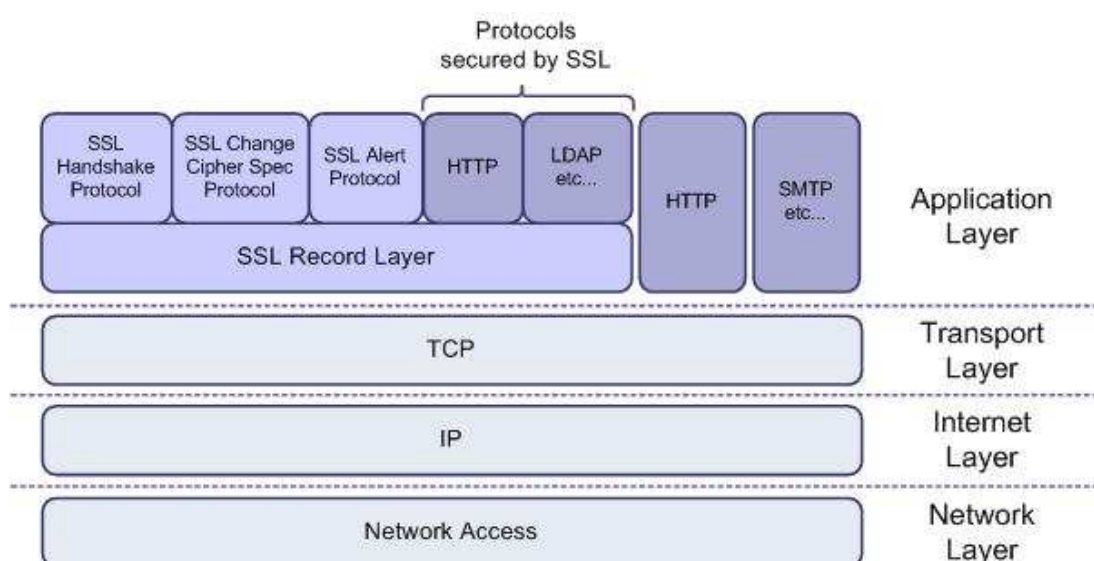 Protocols
secured by SSL
SSL
Handshake
Protocol
SSL Change
Cipher Spec
Protocol
SSL Alert
Protocol
HTTP
LDAP
etc...
HTTP
SMTP
etc...
SSL Record Layer
Application
Layer
TCP
Transport
Layer
IP
Internet
Layer
Network Access
Network
Layer